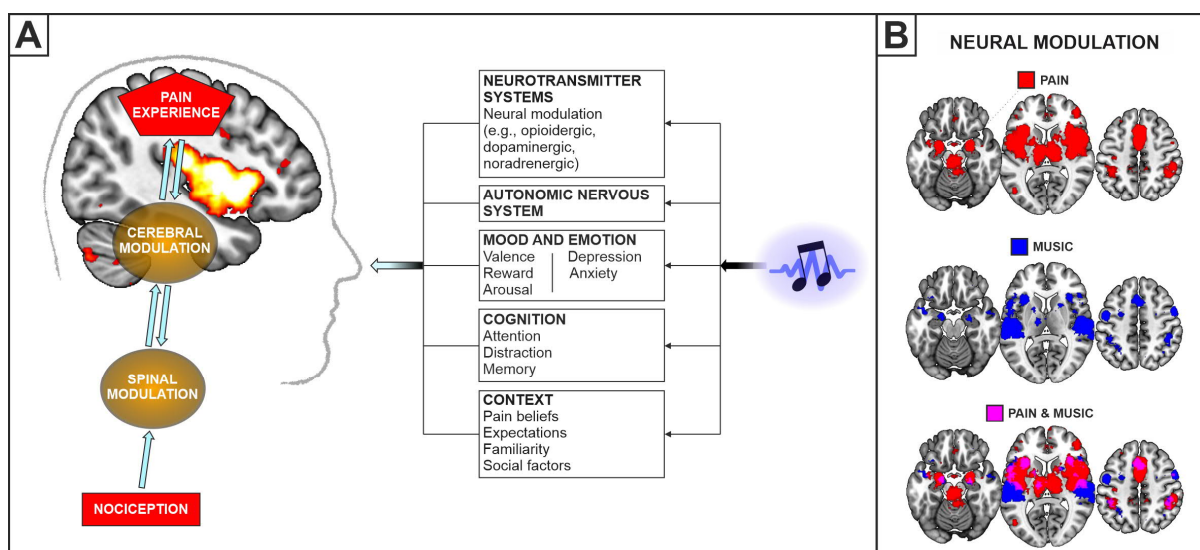 A
PAIN
EXPERIENCE
CEREBRAL
MODULATION
SPINAL
MODULATION
NOCICEPTION
NEUROTRANSMITTER
SYSTEMS
Neural modulation
(e.g., opioidergic,
dopaminergic,
noradrenergic)
AUTONOMIC NERVOUS
SYSTEM
MOOD AND EMOTION
Valence
Reward
Arousal
Depression
Anxiety
COGNITION
Attention
Distraction
Memory
CONTEXT
Pain beliefs
Expectations
Familiarity
Social factors
B
NEURAL MODULATION
PAIN
MUSIC
PAIN & MUSIC